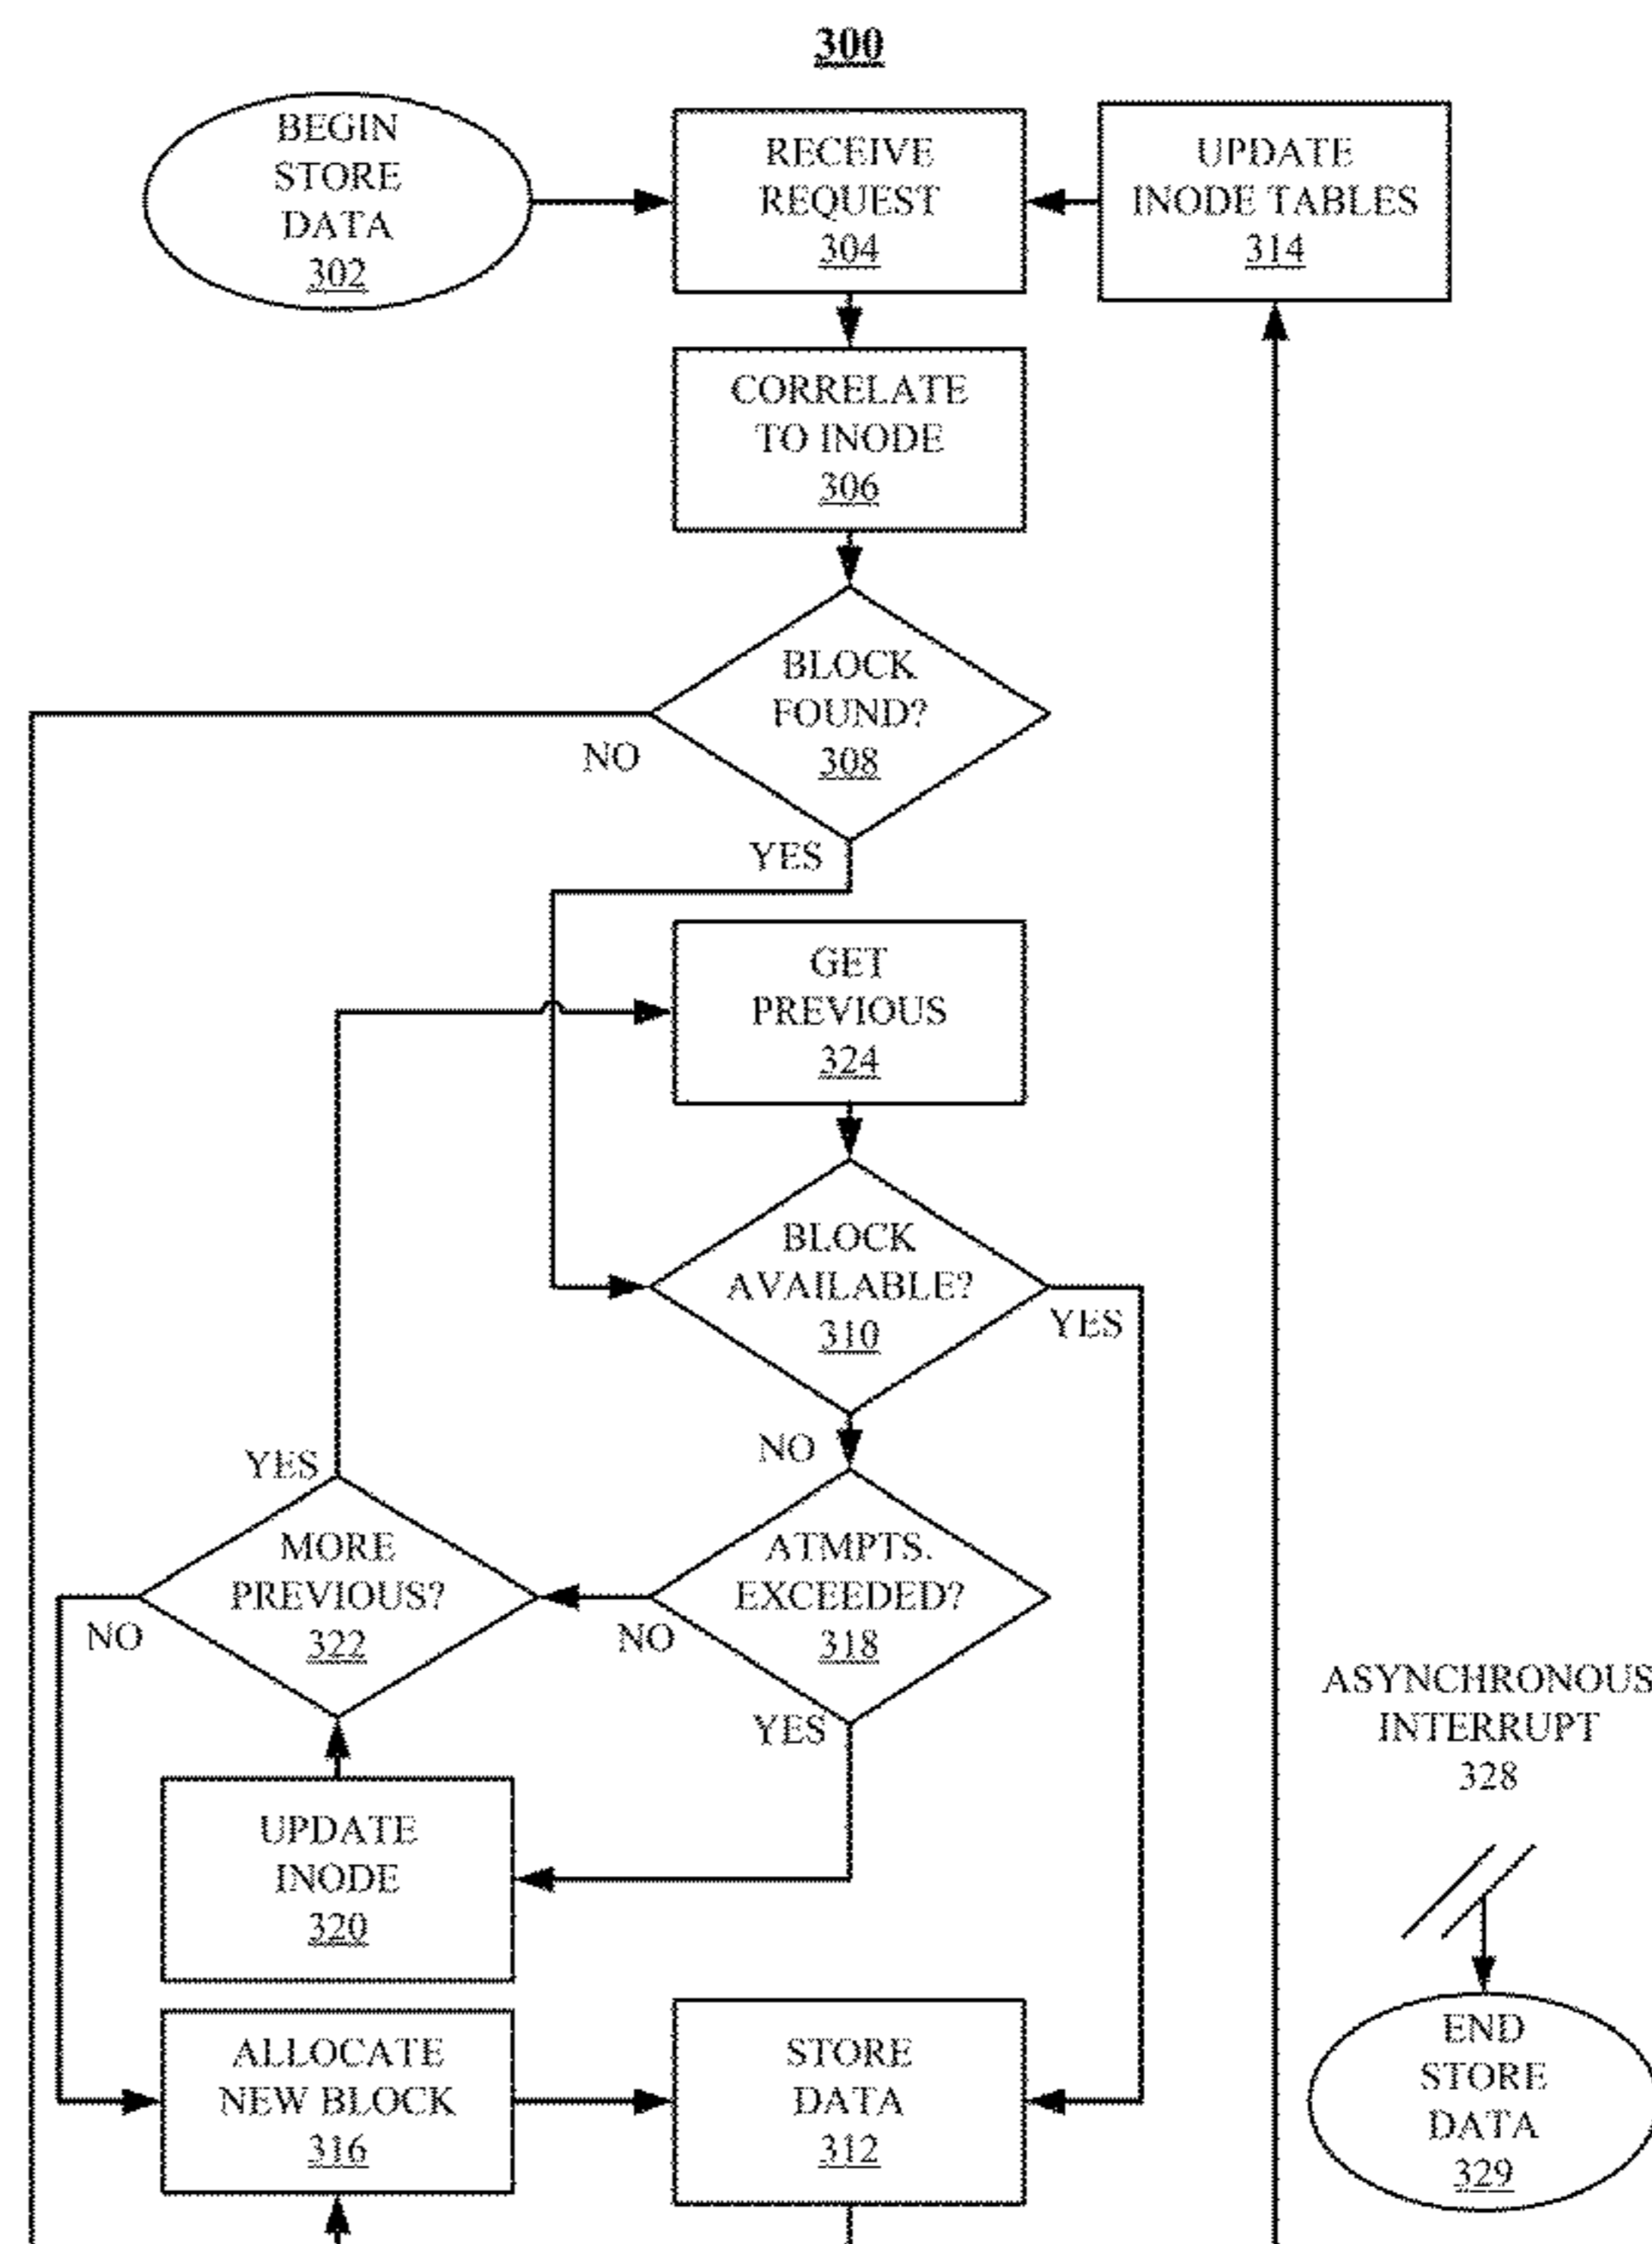 300
BEGIN
STORE
DATA
302
RECEIVE
REQUEST
304
UPDATE
INODE TABLES
314
CORRELATE
TO INODE
306
BLOCK
FOUND?
308
NO
YES
GET
PREVIOUS
324
BLOCK
AVAILABLE?
310
YES
NO
YES
MORE
PREVIOUS?
322
NO
ATMPTS.
EXCEEDED?
318
NO
YES
ASYNCHRONOUS
INTERRUPT
328
UPDATE
INODE
320
ALLOCATE
NEW BLOCK
316
STORE
DATA
312
END
STORE
DATA
329